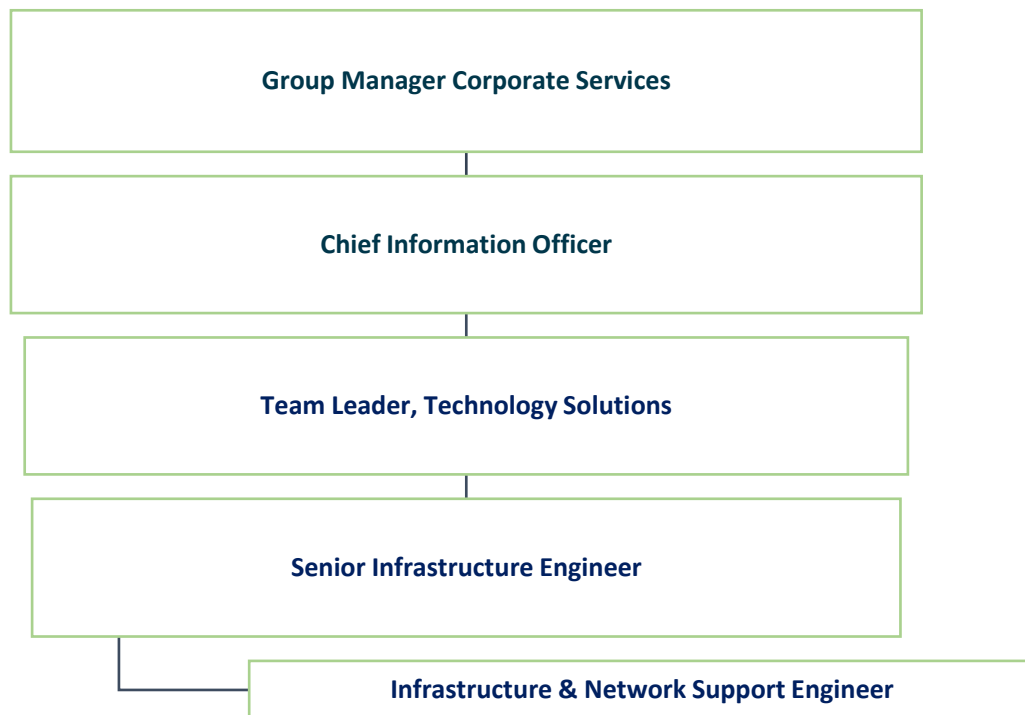 Group Manager Corporate Services
Chief Information Officer
Team Leader, Technology Solutions
Senior Infrastructure Engineer
Infrastructure & Network Support Engineer